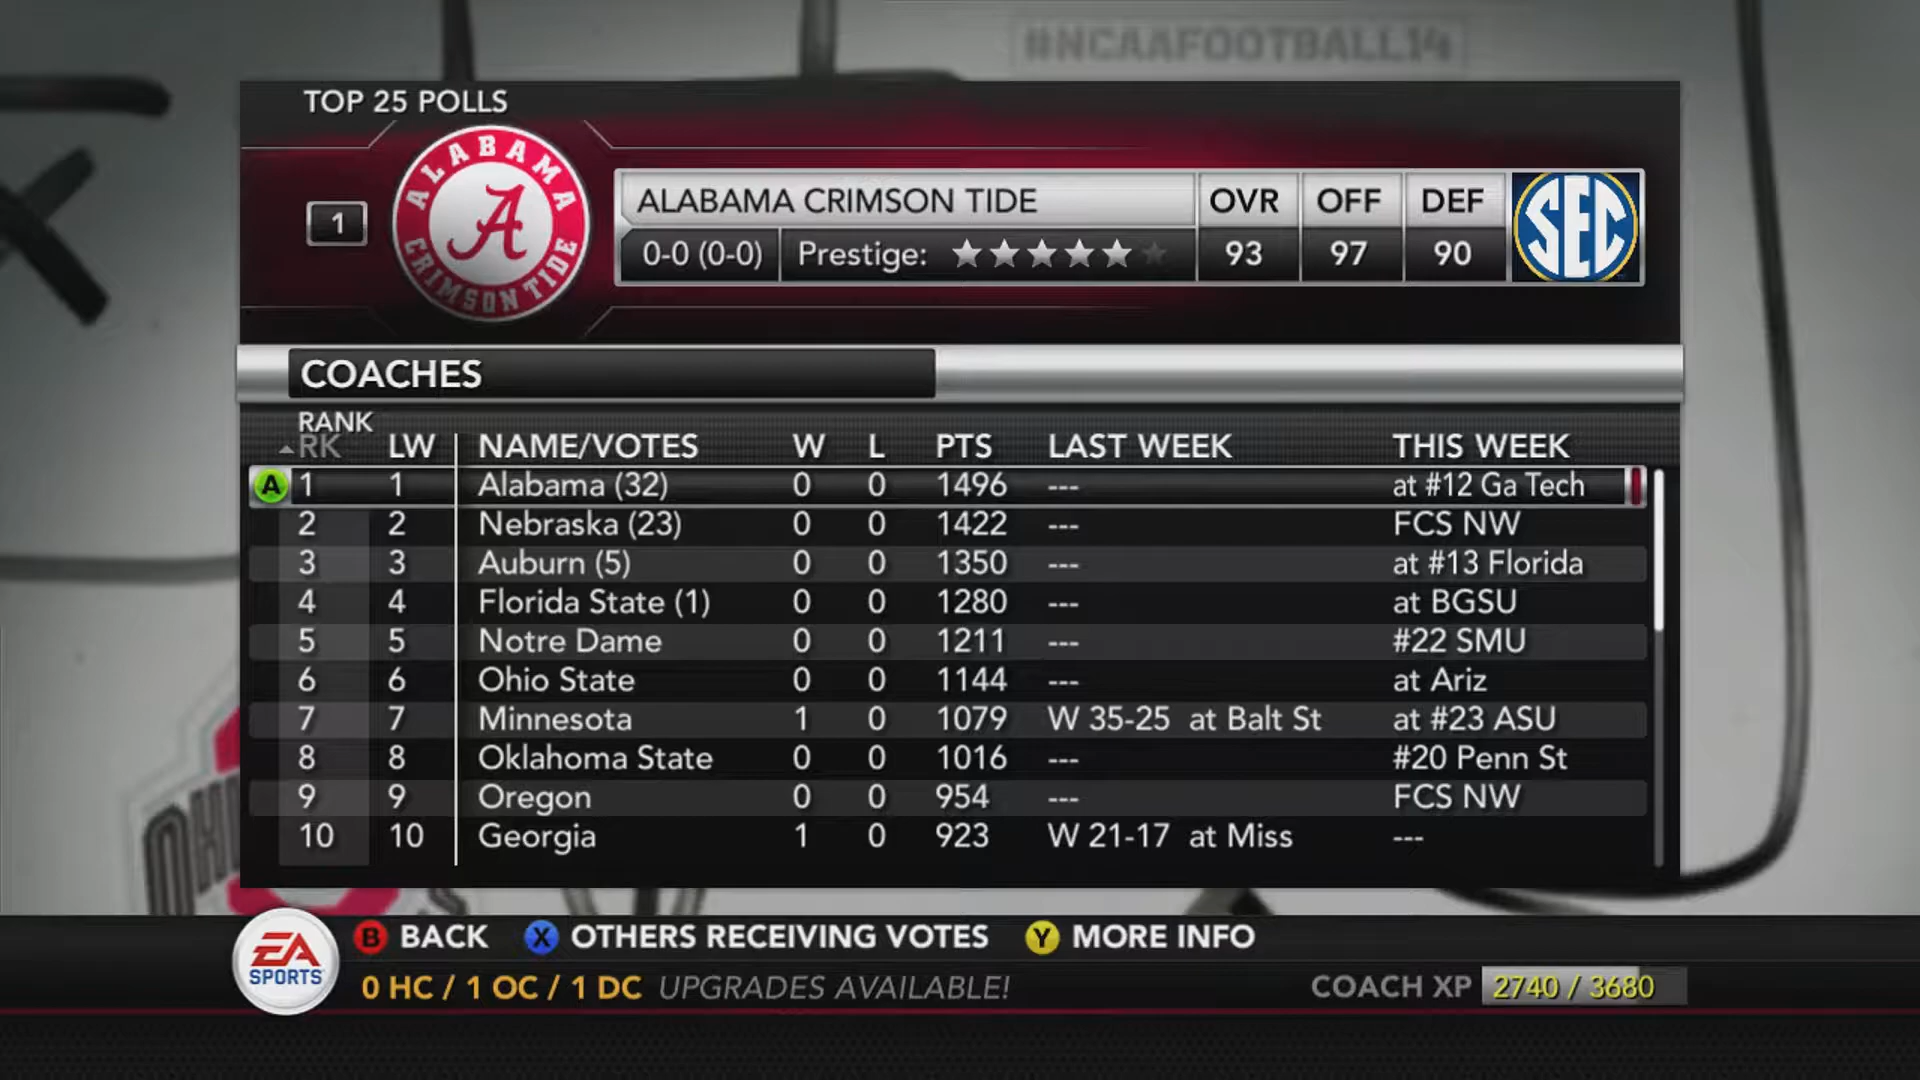 #NCAAFOOTBALL14
TOP 25 POLLS
ALABAMA
CRIMSON TIDE
A
1
ALABAMA CRIMSON TIDE OVR OFF DEF SEC
0-0 (0-0) Prestige: 93 97 90
COACHES
RANK
RK LW NAME/VOTES W L PTS LAST WEEK THIS WEEK
A 1 1 Alabama (32) 0 0 1496 --- at #12 Ga Tech
2 2 Nebraska (23) 0 0 1422 --- FCS NW
3 3 Auburn (5) 0 0 1350 --- at #13 Florida
4 4 Florida State (1) 0 0 1280 --- at BGSU
5 5 Notre Dame 0 0 1211 --- #22 SMU
6 6 Ohio State 0 0 1144 --- at Ariz
7 7 Minnesota 1 0 1079 W 35-25 at Balt St at #23 ASU
8 8 Oklahoma State 0 0 1016 --- #20 Penn St
9 9 Oregon 0 0 954 --- FCS NW
10 10 Georgia 1 0 923 W 21-17 at Miss ---
EA SPORTS
B BACK X OTHERS RECEIVING VOTES Y MORE INFO
0 HC / 1 OC / 1 DC UPGRADES AVAILABLE! COACH XP 2740 / 3680